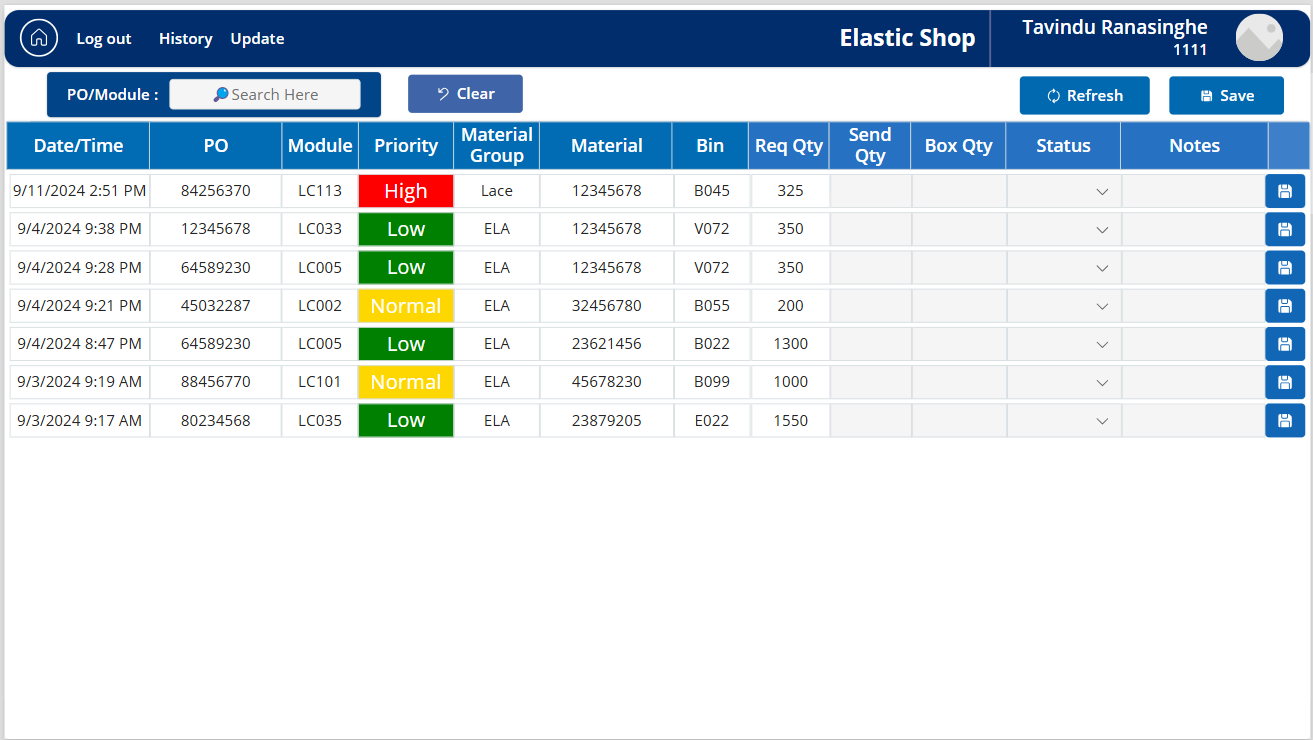 Log out History Update Elastic Shop Tavindu Ranasinghe
1111
PO/Module : Search Here Clear Refresh Save
Date/Time PO Module Priority Material Group Material Bin Req Qty Send Qty Box Qty Status Notes
9/11/2024 2:51 PM 84256370 LC113 High Lace 12345678 B045 325
9/4/2024 9:38 PM 12345678 LC033 Low ELA 12345678 V072 350
9/4/2024 9:28 PM 64589230 LC005 Low ELA 12345678 V072 350
9/4/2024 9:21 PM 45032287 LC002 Normal ELA 32456780 B055 200
9/4/2024 8:47 PM 64589230 LC005 Low ELA 23621456 B022 1300
9/3/2024 9:19 AM 88456770 LC101 Normal ELA 45678230 B099 1000
9/3/2024 9:17 AM 80234568 LC035 Low ELA 23879205 E022 1550